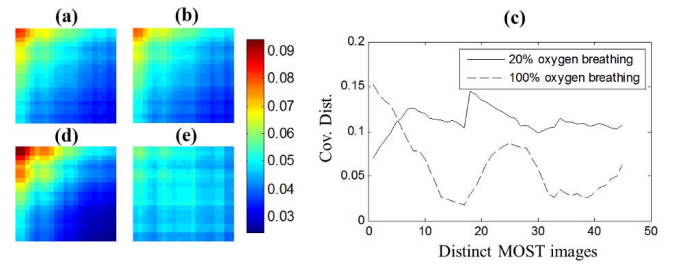 (a)
(b)
(c)
(d)
(e)
0.09
0.08
0.07
0.06
0.05
0.04
0.03
0.2
0.15
0.1
0.05
0
Cov. Dist.
20% oxygen breathing
100% oxygen breathing
0 10 20 30 40 50
Distinct MOST images